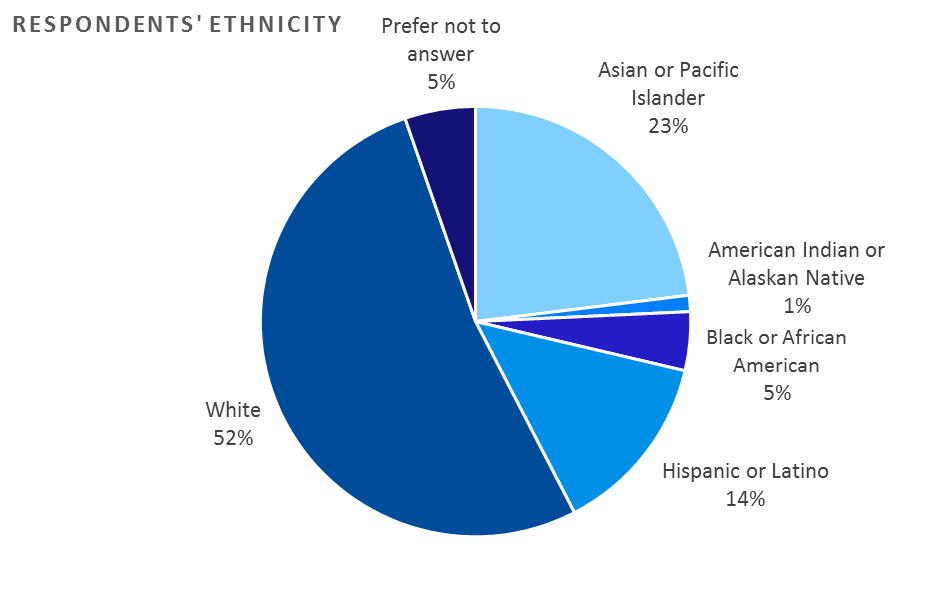 RESPONDENTS' ETHNICITY
Prefer not to
answer
5%
Asian or Pacific
Islander
23%
American Indian or
Alaskan Native
1%
Black or African
American
5%
Hispanic or Latino
14%
White
52%